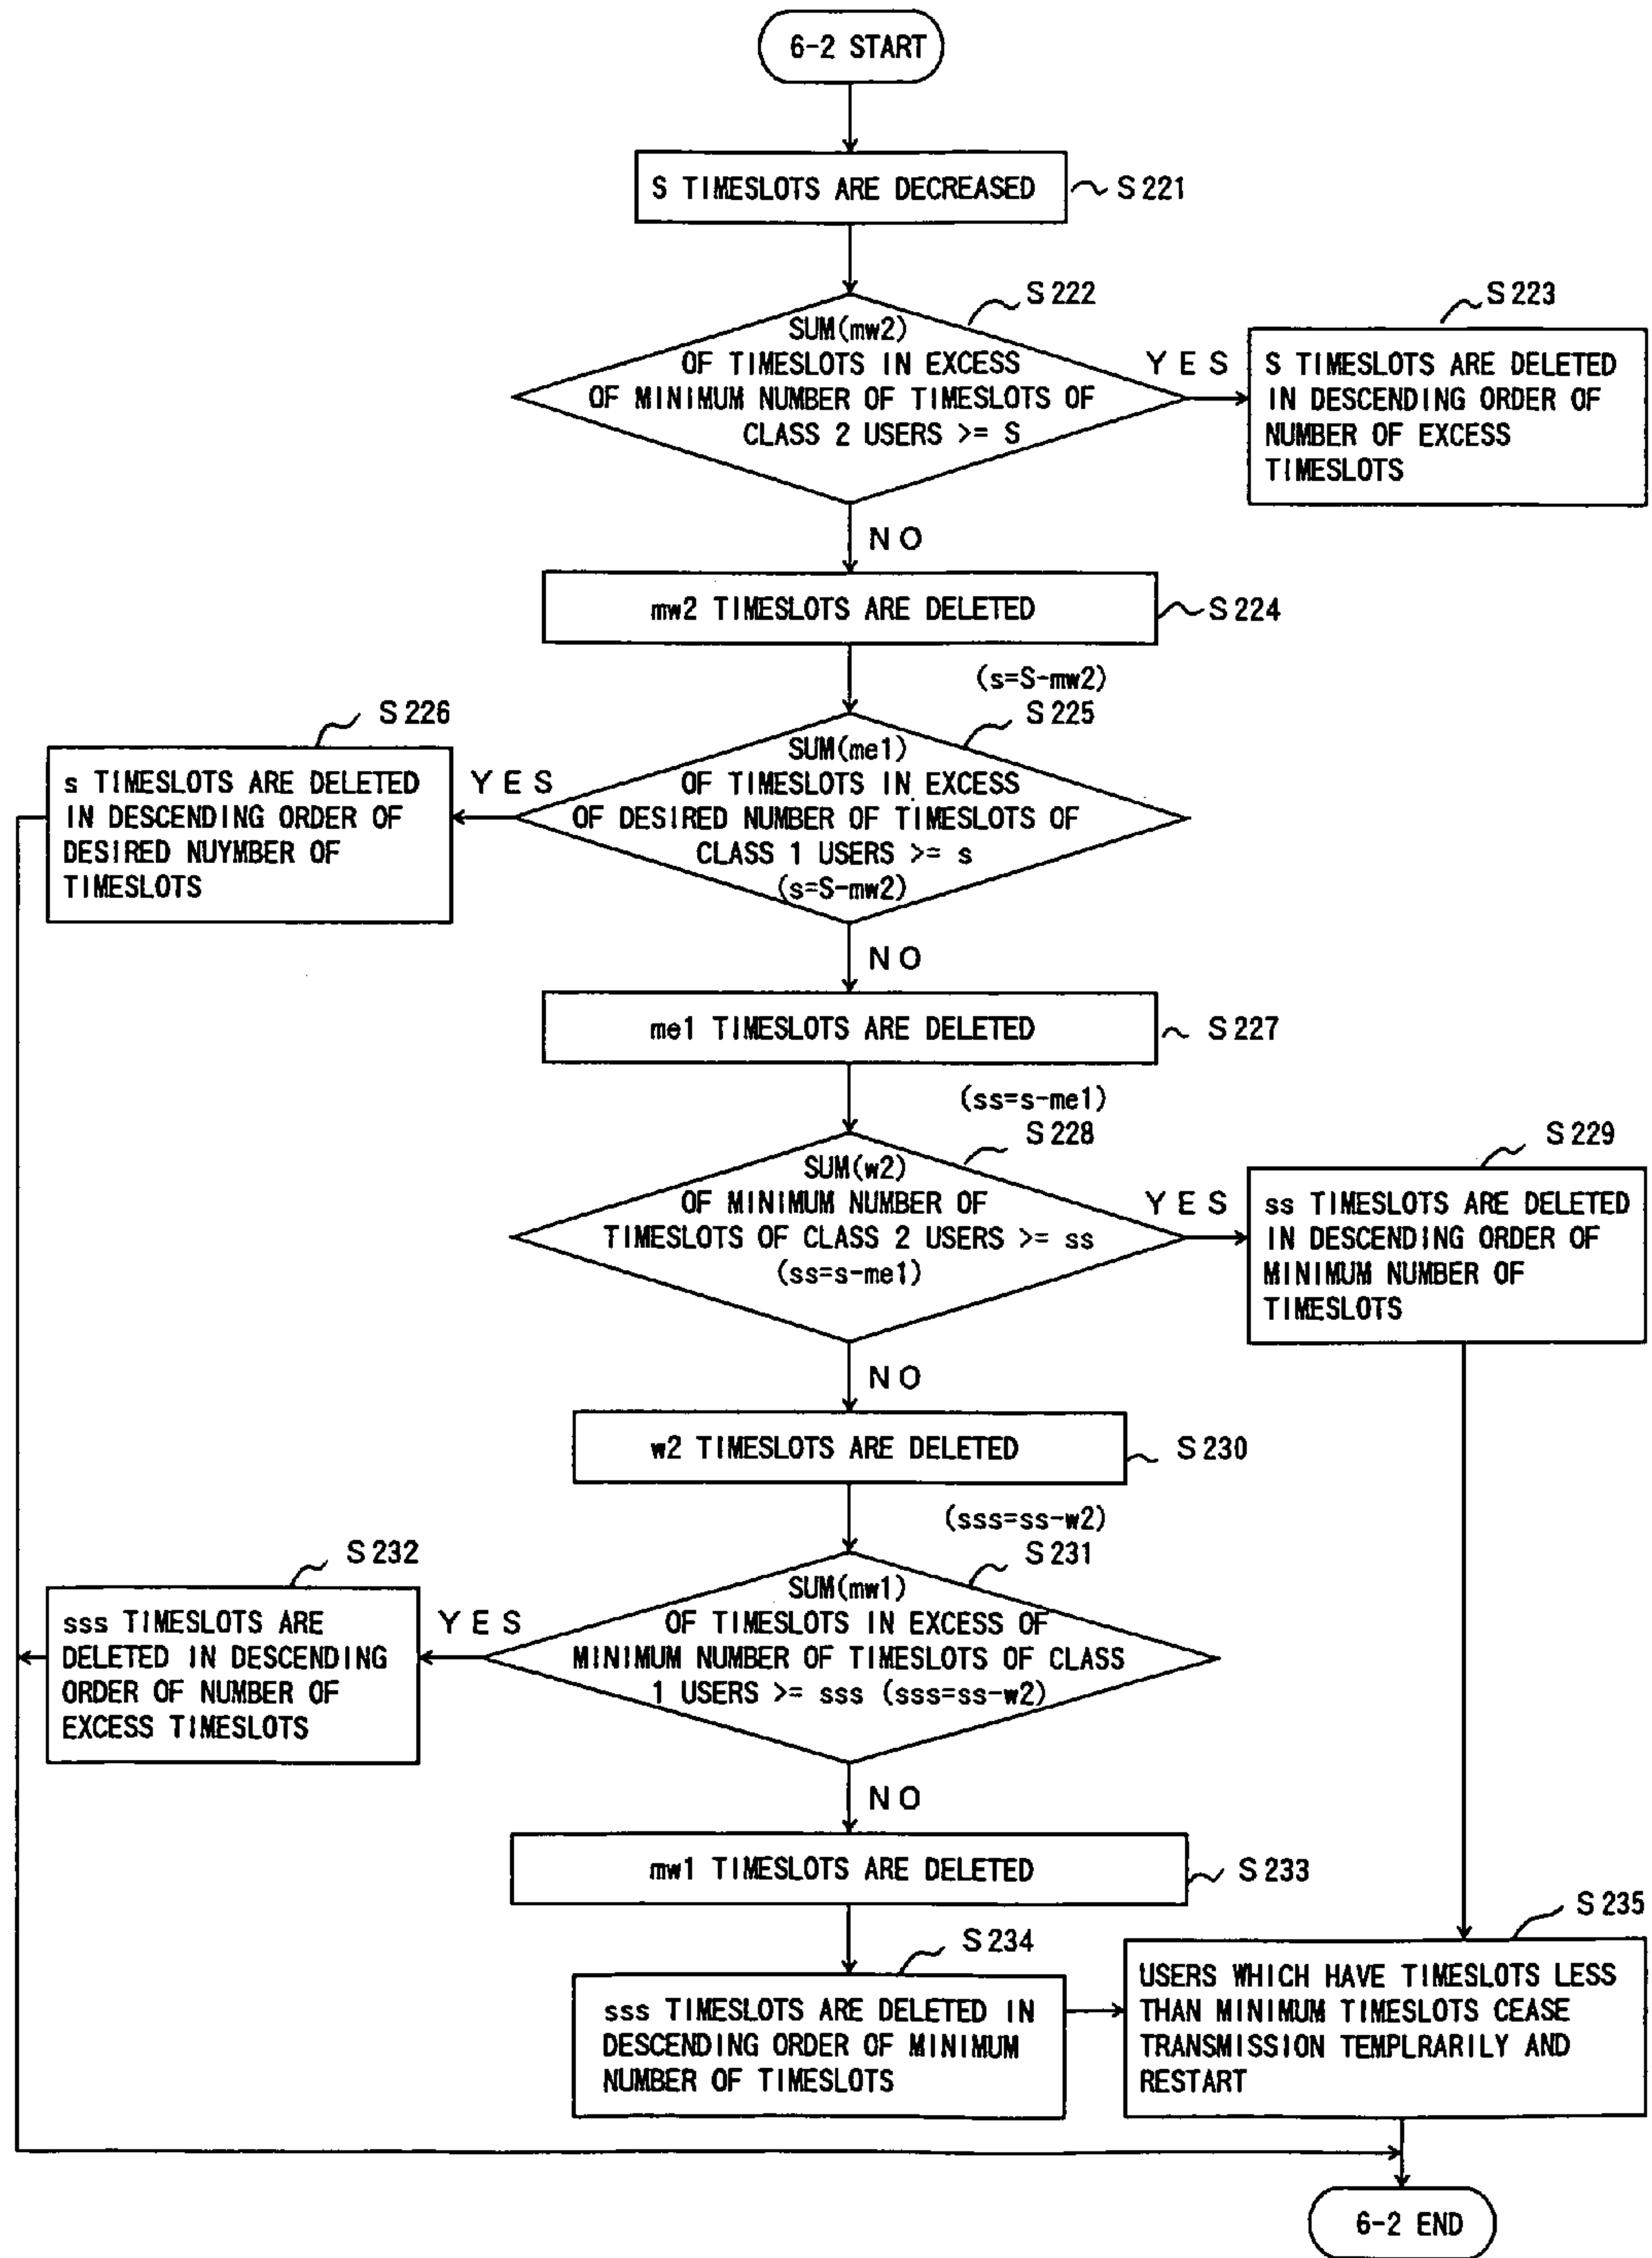 6-2 START
S TIMESLOTS ARE DECREASED
S221
S222
SUM(mw2)
OF TIMESLOTS IN EXCESS
OF MINIMUM NUMBER OF TIMESLOTS OF
CLASS 2 USERS >= S
YES
S223
S TIMESLOTS ARE DELETED
IN DESCENDING ORDER OF
NUMBER OF EXCESS
TIMESLOTS
NO
mw2 TIMESLOTS ARE DELETED
S224
(s=S-mw2)
S225
SUM(me1)
OF TIMESLOTS IN EXCESS
OF DESIRED NUMBER OF TIMESLOTS OF
CLASS 1 USERS >= s
(s=S-mw2)
YES
S226
s TIMESLOTS ARE DELETED
IN DESCENDING ORDER OF
DESIRED NUYMBER OF
TIMESLOTS
NO
me1 TIMESLOTS ARE DELETED
S227
(ss=s-me1)
S228
SUM(w2)
OF MINIMUM NUMBER OF
TIMESLOTS OF CLASS 2 USERS >= ss
(ss=s-me1)
YES
S229
ss TIMESLOTS ARE DELETED
IN DESCENDING ORDER OF
MINIMUM NUMBER OF
TIMESLOTS
NO
w2 TIMESLOTS ARE DELETED
S230
(sss=ss-w2)
S231
SUM(mw1)
OF TIMESLOTS IN EXCESS OF
MINIMUM NUMBER OF TIMESLOTS OF CLASS
1 USERS >= sss (sss=ss-w2)
YES
S232
sss TIMESLOTS ARE
DELETED IN DESCENDING
ORDER OF NUMBER OF
EXCESS TIMESLOTS
NO
mw1 TIMESLOTS ARE DELETED
S233
S234
sss TIMESLOTS ARE DELETED IN
DESCENDING ORDER OF MINIMUM
NUMBER OF TIMESLOTS
S235
USERS WHICH HAVE TIMESLOTS LESS
THAN MINIMUM TIMESLOTS CEASE
TRANSMISSION TEMPLRARILY AND
RESTART
6-2 END